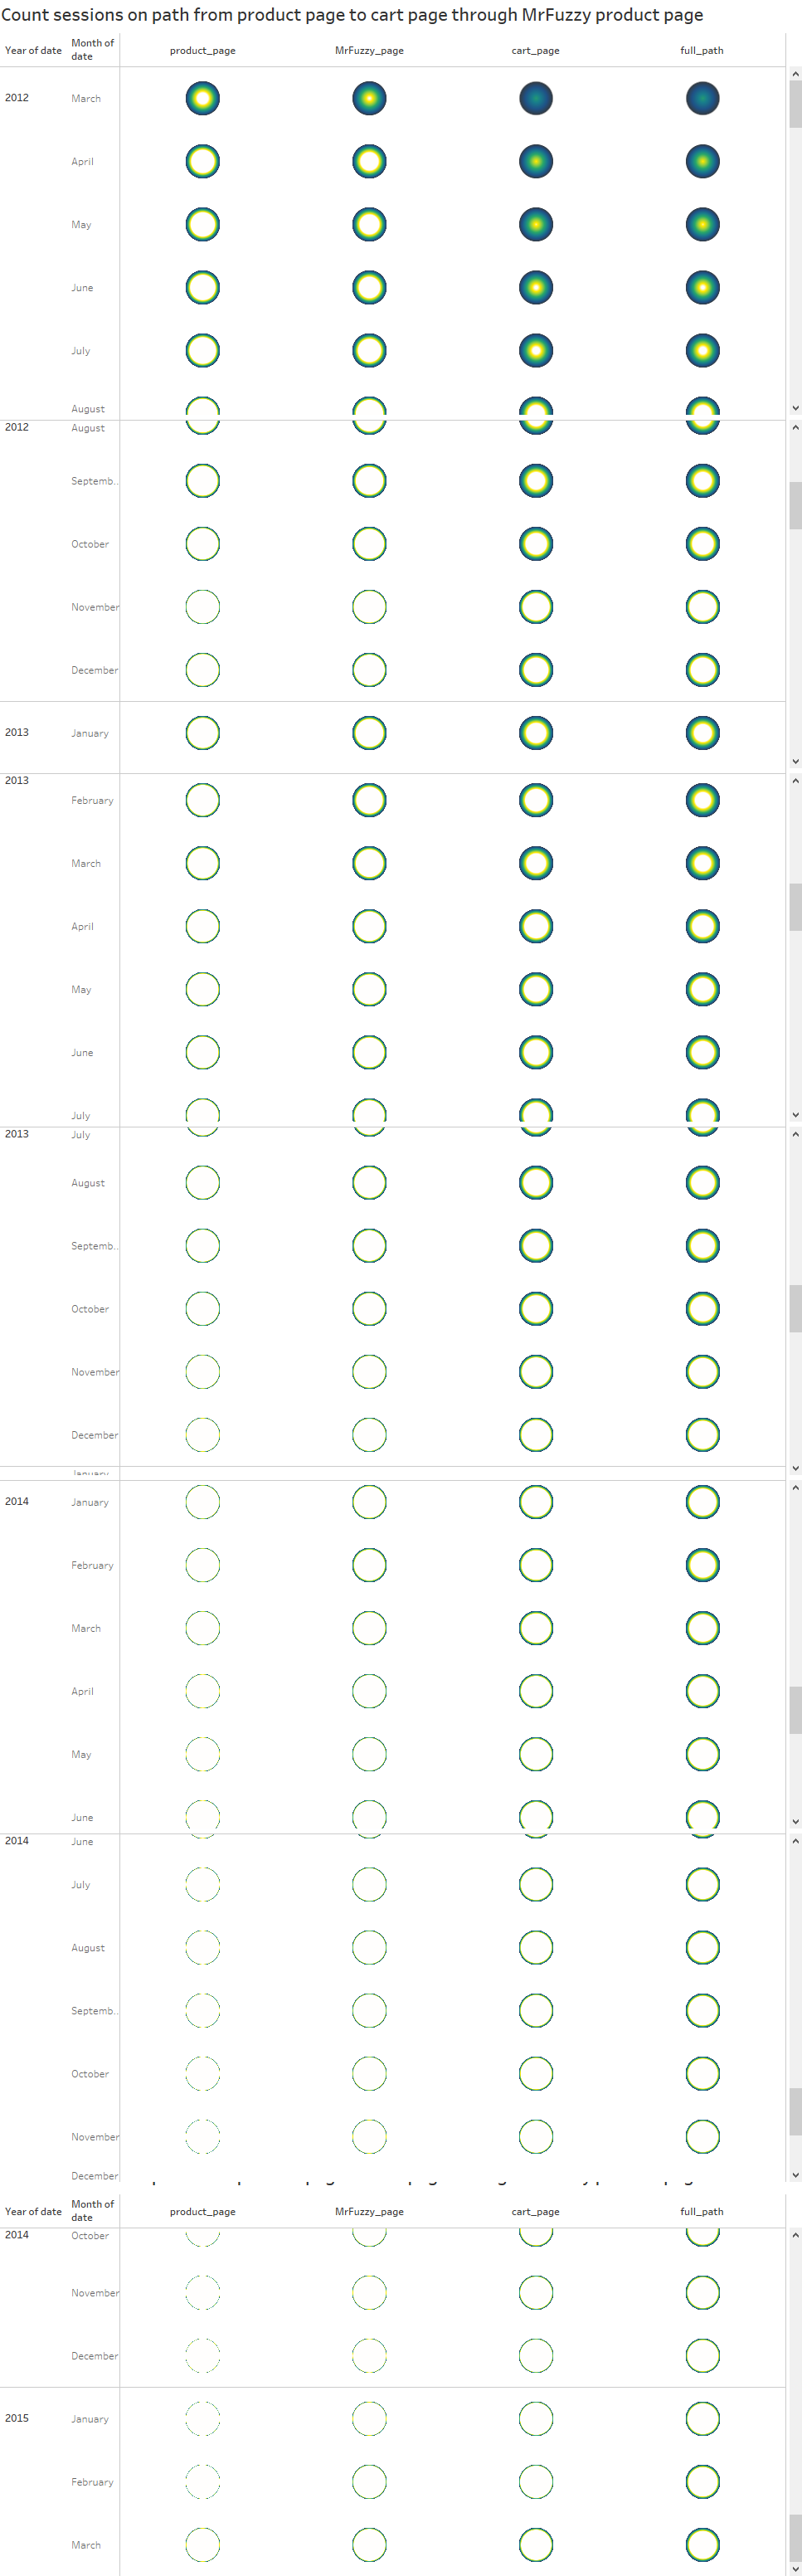 Count sessions on path from product page to cart page through MrFuzzy product page
Year of date Month of date product_page MrFuzzy_page cart_page full_path
2012 March
April
May
June
July
August
2012 August
Septemb..
October
November
December
2013 January
2013
February
March
April
May
June
July
2013 July
August
Septemb..
October
November
December
January
2014 January
February
March
April
May
June
2014 June
July
August
Septemb..
October
November
December
Year of date Month of date product_page MrFuzzy_page cart_page full_path
2014 October
November
December
2015 January
February
March